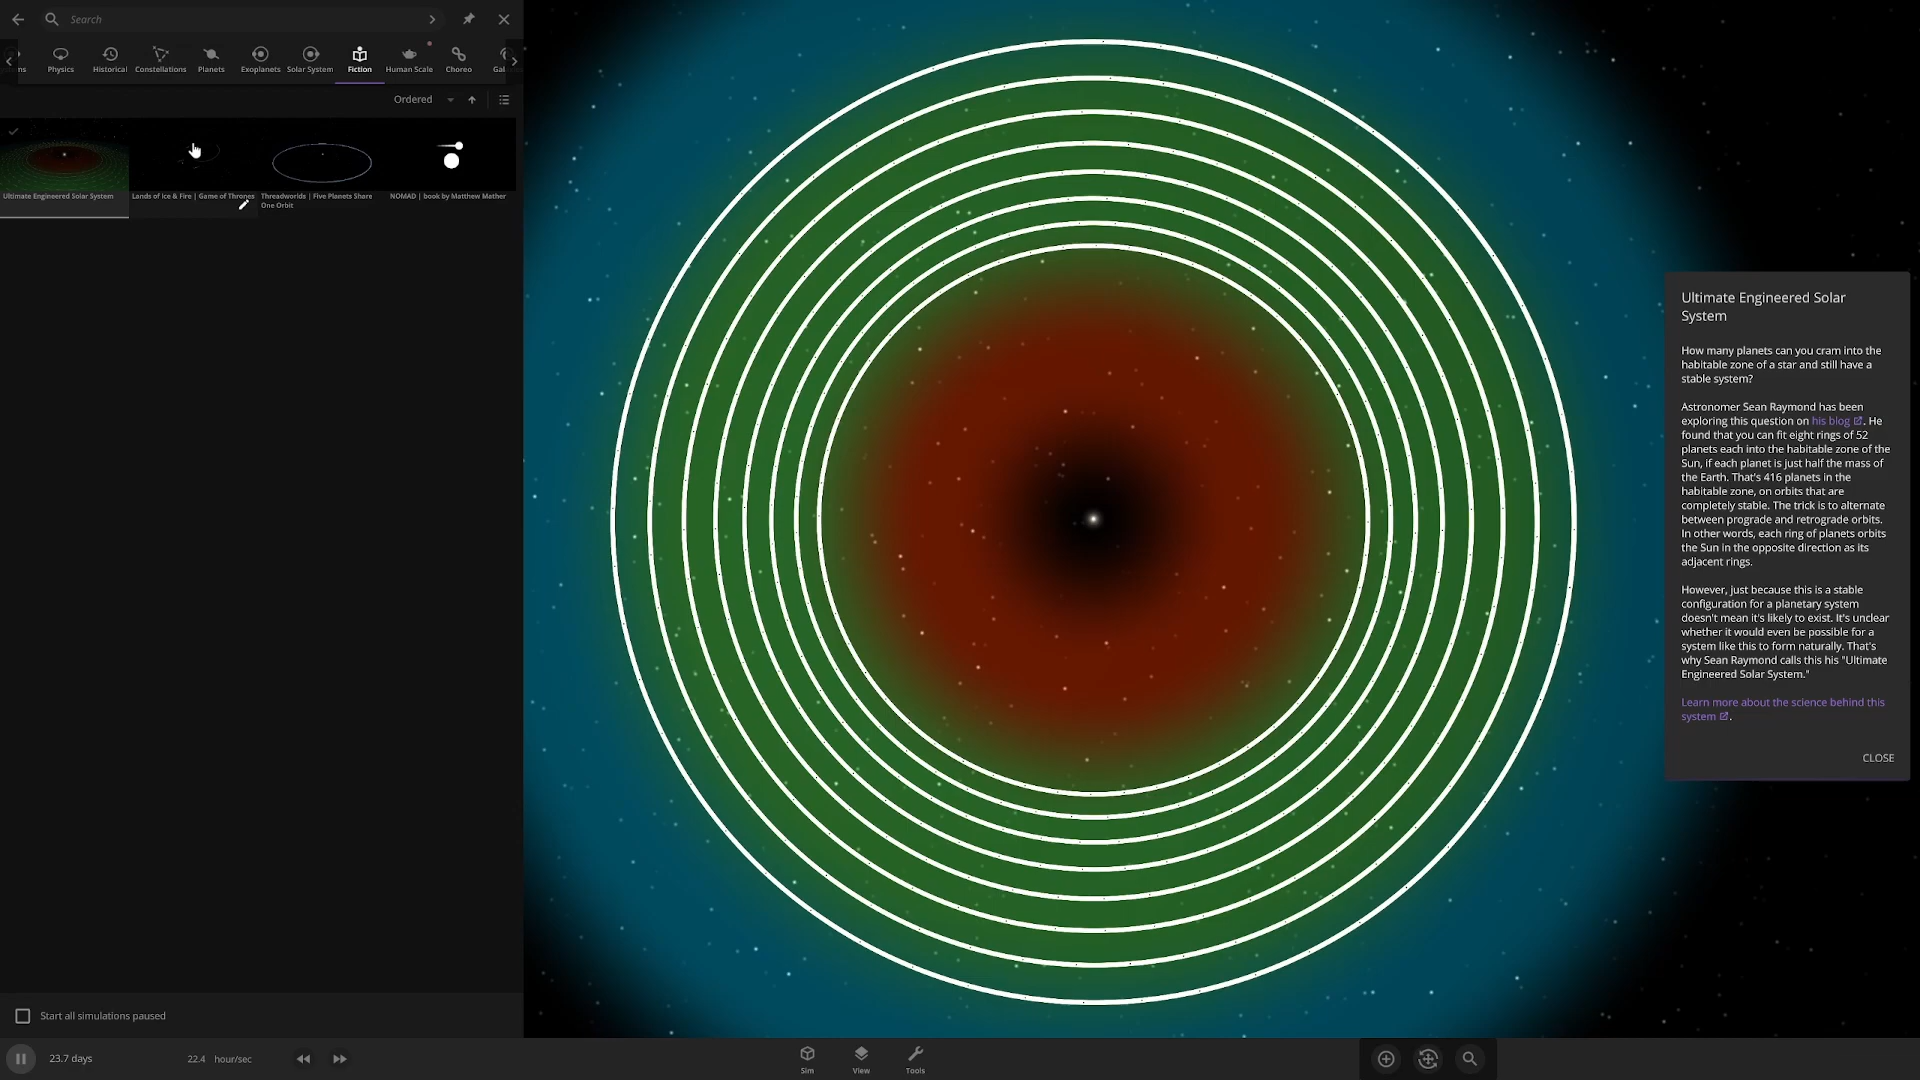 Search
ms
Physics
Historical
Constellations
Planets
Exoplanets
Solar System
Fiction
Human Scale
Choreo
Gal
Ordered
Ultimate Engineered Solar System
Lands of Ice & Fire | Game of Thrones
Threadworlds | Five Planets Share
One Orbit
NOMAD | book by Matthew Mather
Ultimate Engineered Solar
System
How many planets can you cram into the
habitable zone of a star and still have a
stable system?
Astronomer Sean Raymond has been
exploring this question on his blog. He
found that you can fit eight rings of 52
planets each into the habitable zone of the
Sun, if each planet is just half the mass of
the Earth. That's 416 planets in the
habitable zone, on orbits that are
completely stable. The trick is to alternate
between prograde and retrograde orbits.
In other words, each ring of planets orbits
the Sun in the opposite direction as its
adjacent rings.
However, just because this is a stable
configuration for a planetary system
doesn't mean it's likely to exist. It's unclear
whether it would even be possible for a
system like this to form naturally. That's
why Sean Raymond calls this his "Ultimate
Engineered Solar System."
Learn more about the science behind this
system.
CLOSE
Start all simulations paused
23.7 days
22.4 hour/sec
Sim
View
Tools